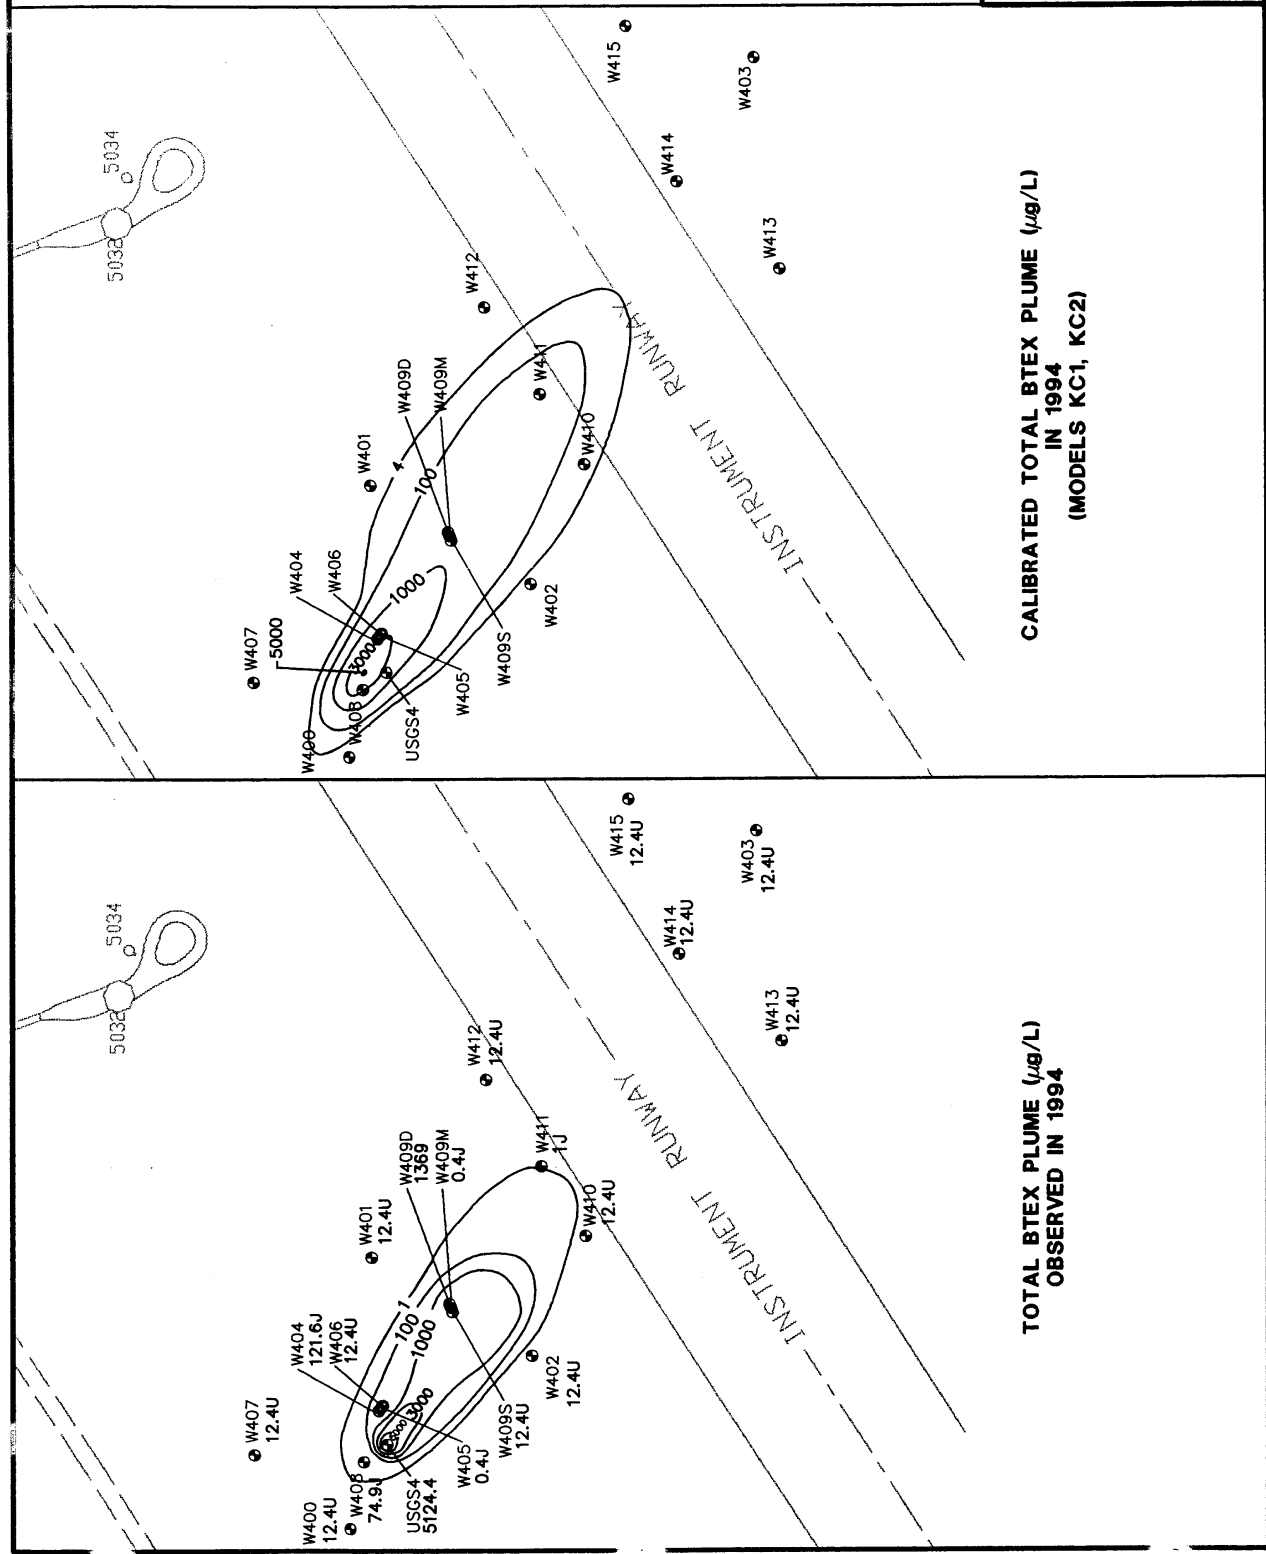 5032
5034
W415
W403
W414
W413
W412
W411
W410
W409D
W409M
W401
4
100
1000
3000
5000
W404
W406
W407
W402
W409S
W405
USGS4
W408
W400
INSTRUMENT RUNWAY
CALIBRATED TOTAL BTEX PLUME (µg/L)
IN 1994
(MODELS KC1, KC2)
5032
5034
W415
12.4U
W403
12.4U
W414
12.4U
W413
12.4U
W412
12.4U
W411
1J
W410
12.4U
W409D
1369
W409M
0.4J
W401
12.4U
1
100
1000
3000
W404
121.6J
W406
12.4U
W407
12.4U
W402
12.4U
W409S
12.4U
W405
0.4J
USGS4
5124.4
W408
74.9J
W400
12.4U
INSTRUMENT RUNWAY
TOTAL BTEX PLUME (µg/L)
OBSERVED IN 1994